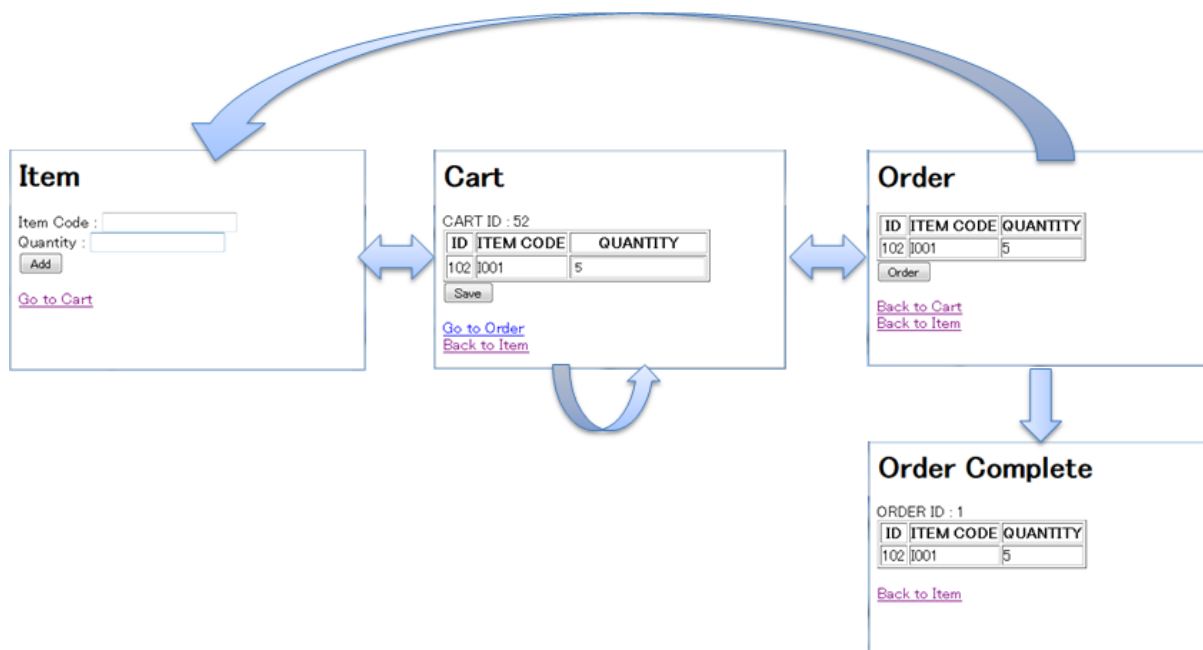 Item
Item Code :
Quantity :
Add
Go to Cart
Cart
CART ID : 52
ID ITEM CODE QUANTITY
102 I001 5
Save
Go to Order
Back to Item
Order
ID ITEM CODE QUANTITY
102 I001 5
Order
Back to Cart
Back to Item
Order Complete
ORDER ID : 1
ID ITEM CODE QUANTITY
102 I001 5
Back to Item